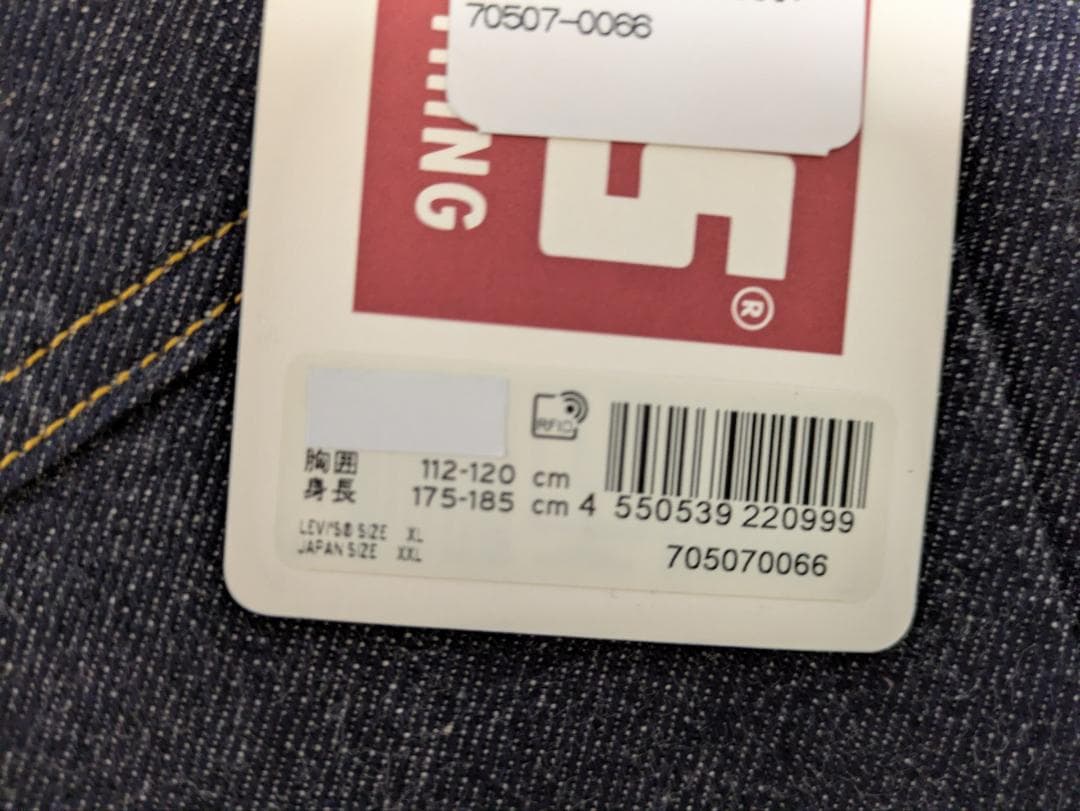 70507-0066
ING
S
®
RFID
胸囲 112-120 cm
身長 175-185 cm
4 550539 220999
LEVI'S® SIZE XL
JAPAN SIZE XXL
705070066